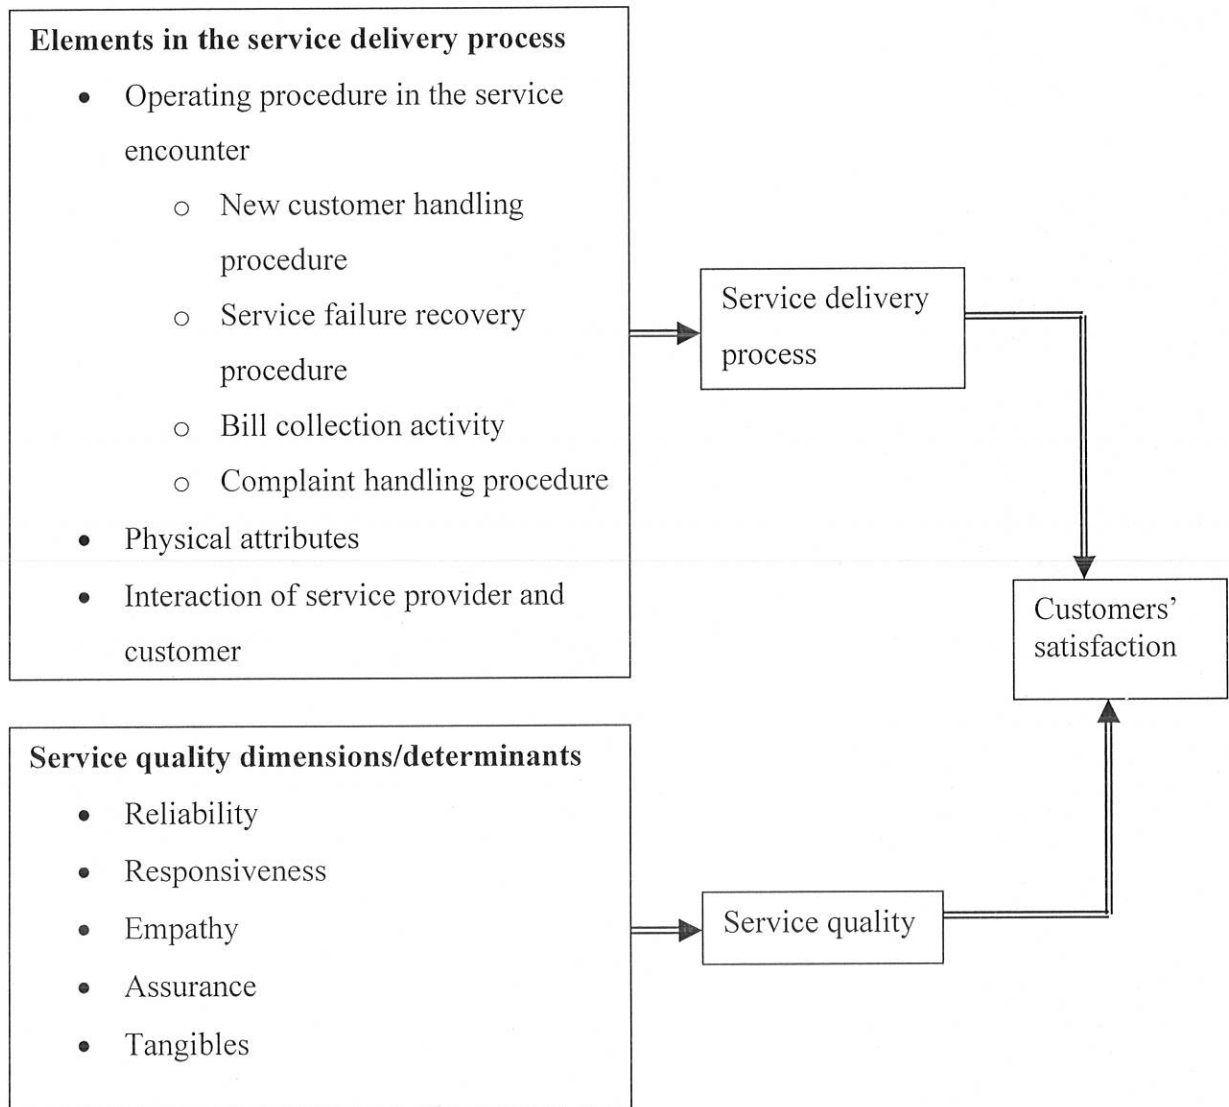 Elements in the service delivery process
• Operating procedure in the service
encounter
o New customer handling
procedure
o Service failure recovery
procedure
o Bill collection activity
o Complaint handling procedure
• Physical attributes
• Interaction of service provider and
customer
Service delivery
process
Customers’
satisfaction
Service quality dimensions/determinants
• Reliability
• Responsiveness
• Empathy
• Assurance
• Tangibles
Service quality